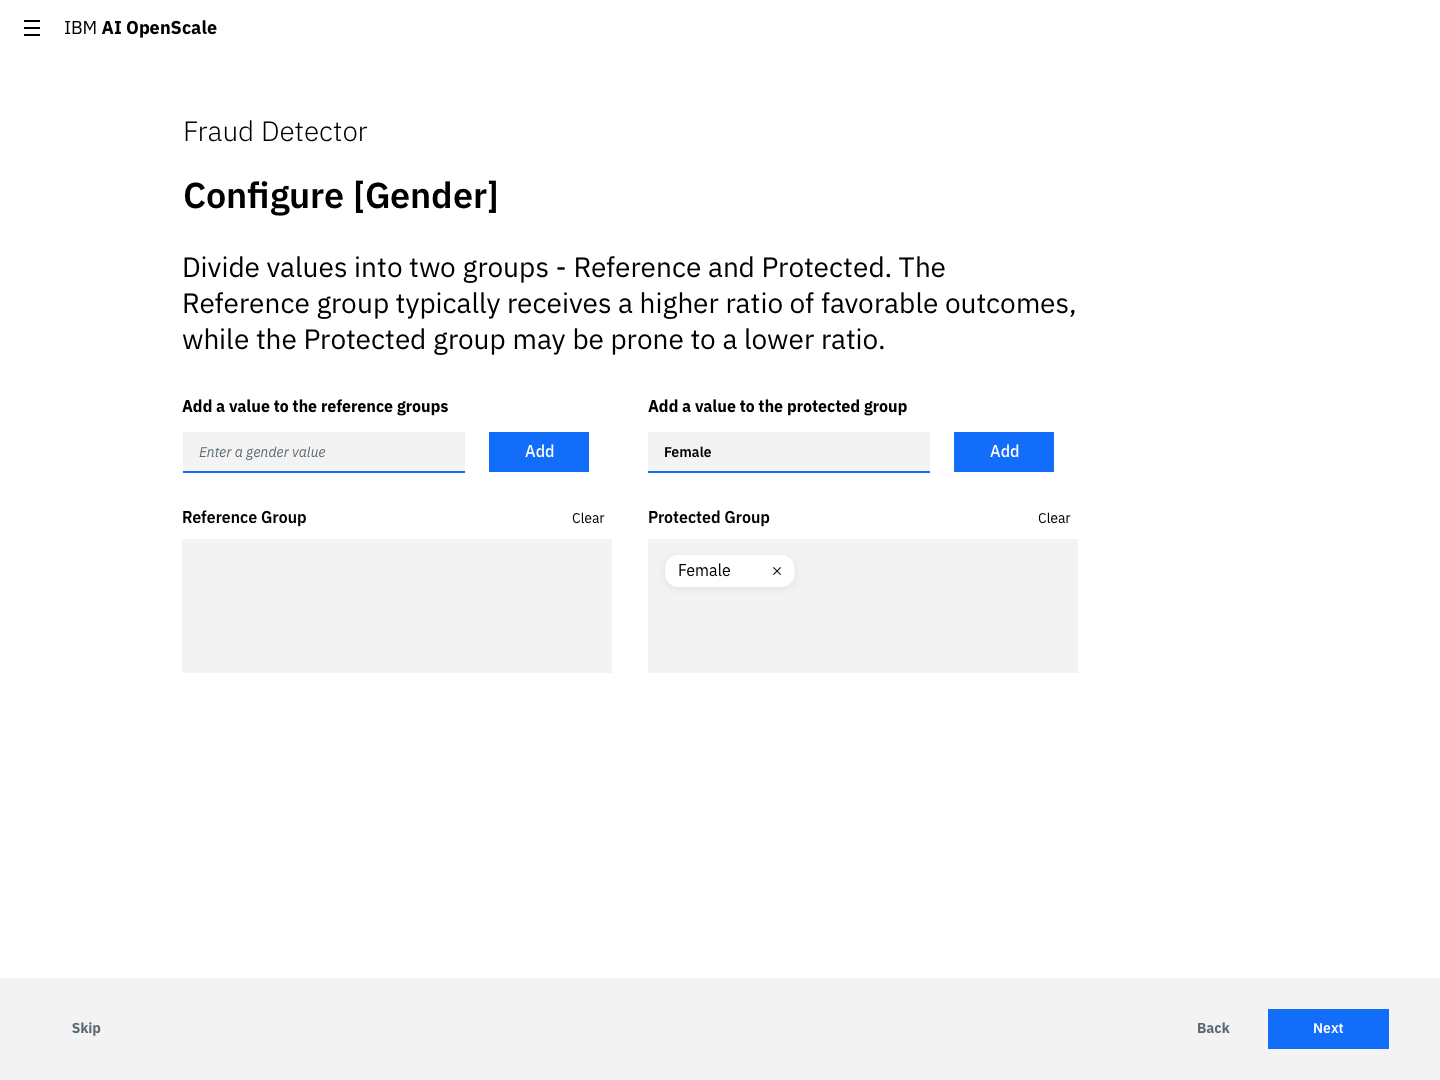 IBM AI OpenScale
Fraud Detector
Configure [Gender]
Divide values into two groups - Reference and Protected. The
Reference group typically receives a higher ratio of favorable outcomes,
while the Protected group may be prone to a lower ratio.
Add a value to the reference groups
Enter a gender value
Add
Add a value to the protected group
Female
Add
Reference Group
Clear
Protected Group
Clear
Female
Skip
Back
Next